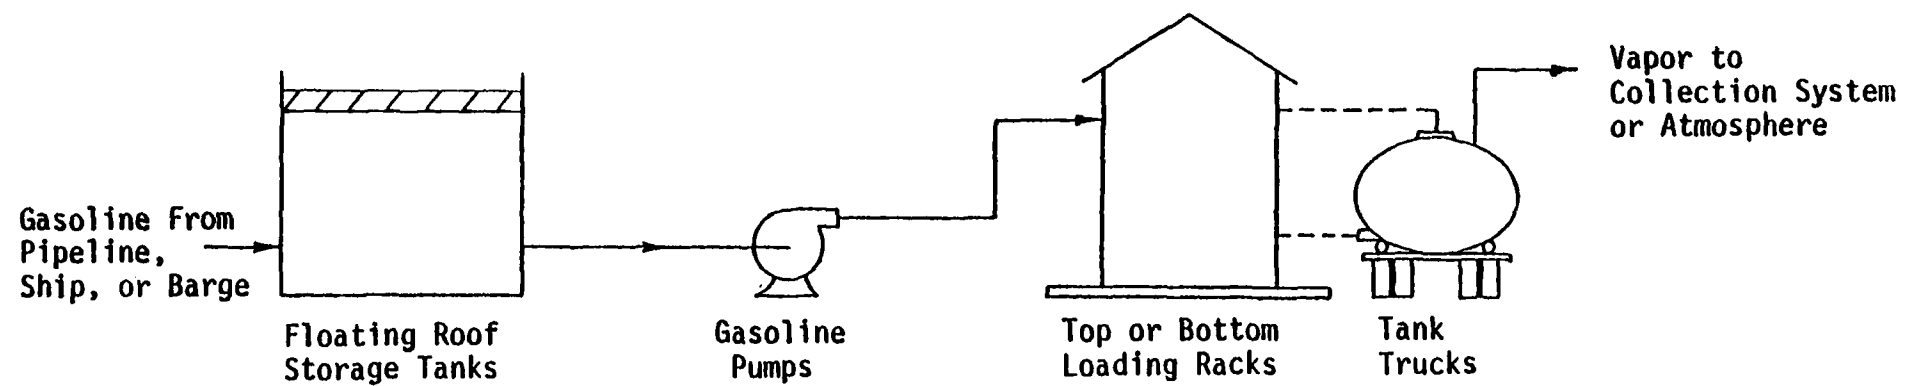 Gasoline From
Pipeline,
Ship, or Barge
Floating Roof
Storage Tanks
Gasoline
Pumps
Top or Bottom
Loading Racks
Tank
Trucks
Vapor to
Collection System
or Atmosphere